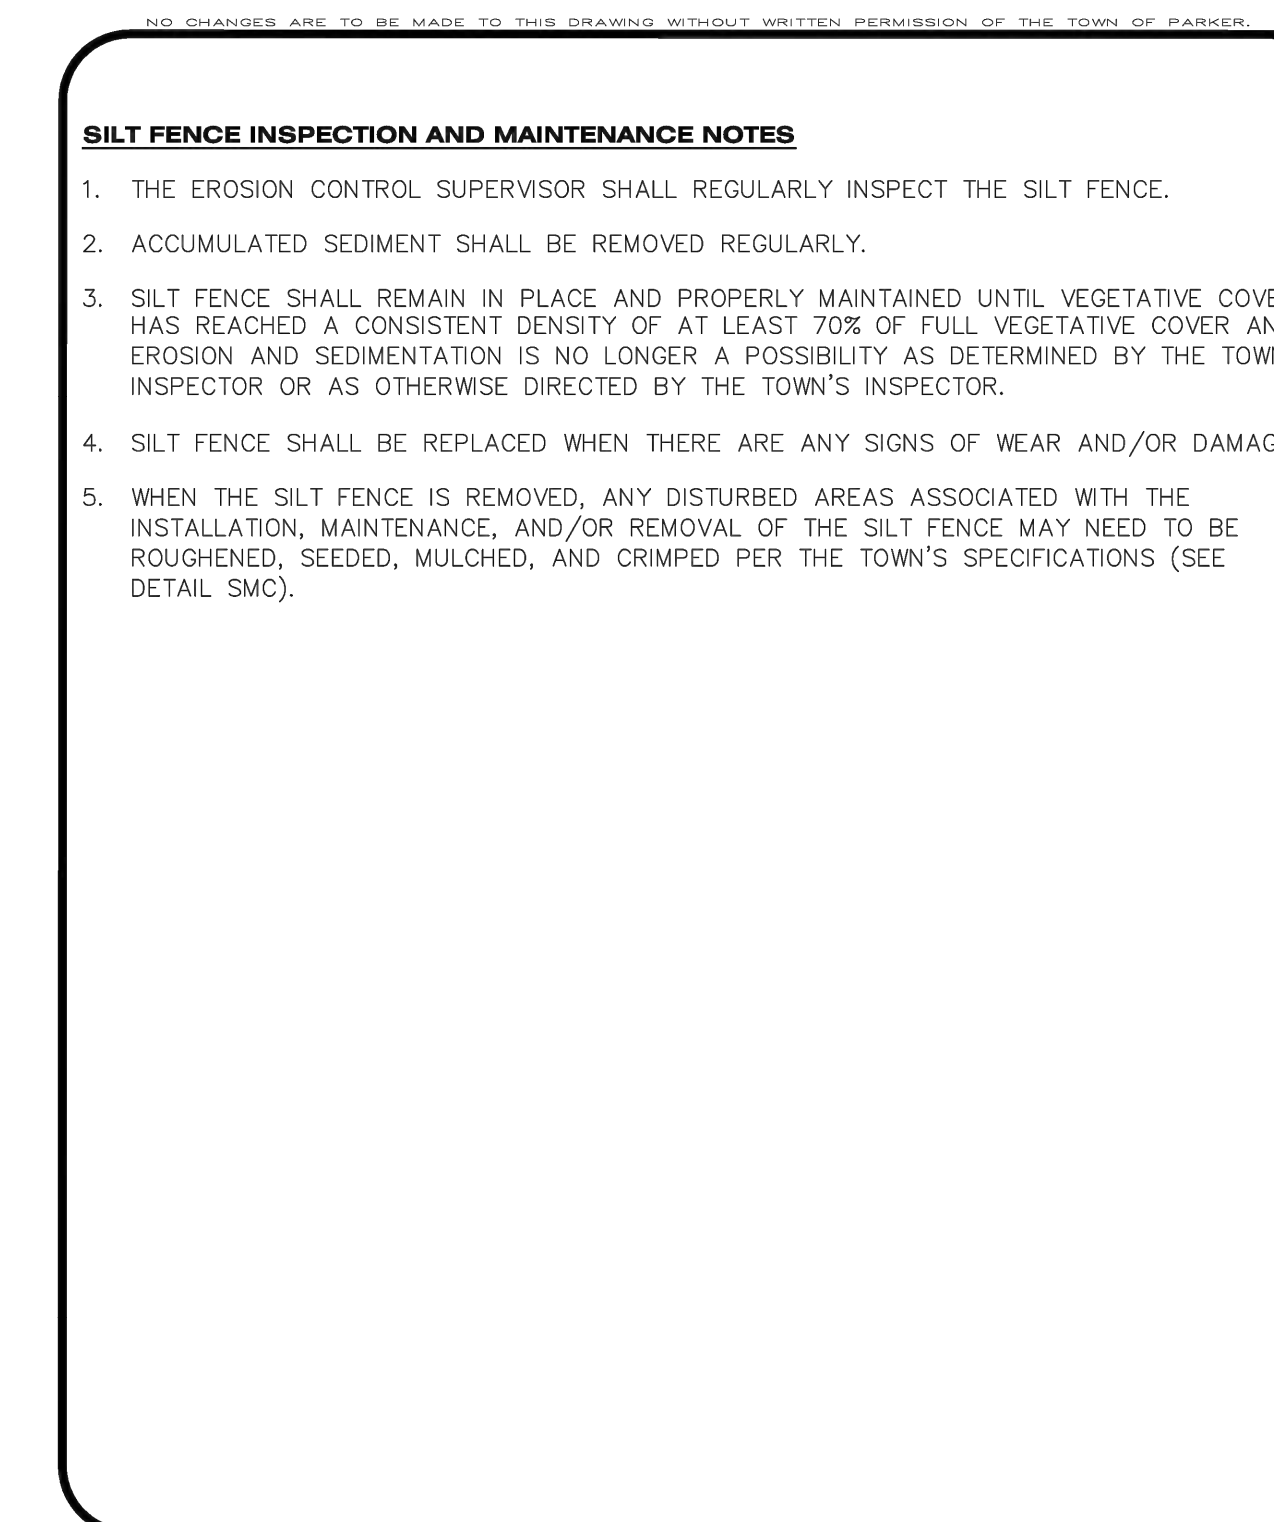 NO CHANGES ARE TO BE MADE TO THIS DRAWING WITHOUT WRITTEN PERMISSION OF THE TOWN OF PARKER.
SILT FENCE INSPECTION AND MAINTENANCE NOTES
1. THE EROSION CONTROL SUPERVISOR SHALL REGULARLY INSPECT THE SILT FENCE.
2. ACCUMULATED SEDIMENT SHALL BE REMOVED REGULARLY.
3. SILT FENCE SHALL REMAIN IN PLACE AND PROPERLY MAINTAINED UNTIL VEGETATIVE COVE
HAS REACHED A CONSISTENT DENSITY OF AT LEAST 70% OF FULL VEGETATIVE COVER AN
EROSION AND SEDIMENTATION IS NO LONGER A POSSIBILITY AS DETERMINED BY THE TOWN
INSPECTOR OR AS OTHERWISE DIRECTED BY THE TOWN'S INSPECTOR.
4. SILT FENCE SHALL BE REPLACED WHEN THERE ARE ANY SIGNS OF WEAR AND/OR DAMAG
5. WHEN THE SILT FENCE IS REMOVED, ANY DISTURBED AREAS ASSOCIATED WITH THE
INSTALLATION, MAINTENANCE, AND/OR REMOVAL OF THE SILT FENCE MAY NEED TO BE
ROUGHENED, SEEDED, MULCHED, AND CRIMPED PER THE TOWN'S SPECIFICATIONS (SEE
DETAIL SMC).